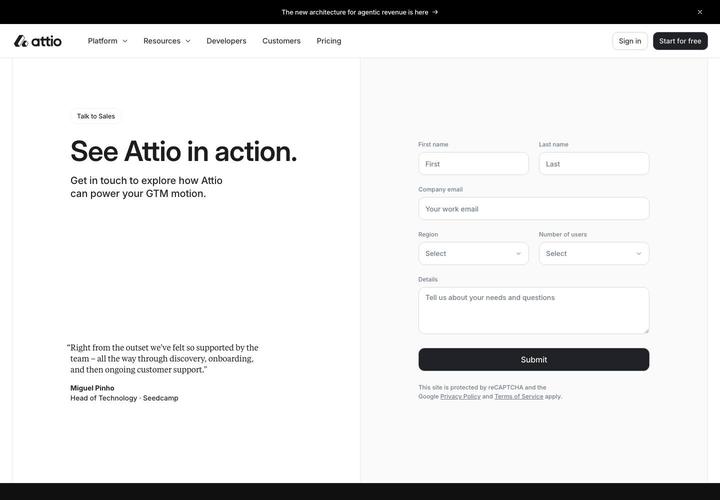 The new architecture for agentic revenue is here →
attio
Platform
Resources
Developers
Customers
Pricing
Sign in
Start for free
Talk to Sales
See Attio in action.
Get in touch to explore how Attio
can power your GTM motion.
“Right from the outset we've felt so supported by the
team – all the way through discovery, onboarding,
and then ongoing customer support.”
Miguel Pinho
Head of Technology · Seedcamp
First name
Last name
First
Last
Company email
Your work email
Region
Number of users
Select
Select
Details
Tell us about your needs and questions
Submit
This site is protected by reCAPTCHA and the
Google Privacy Policy and Terms of Service apply.